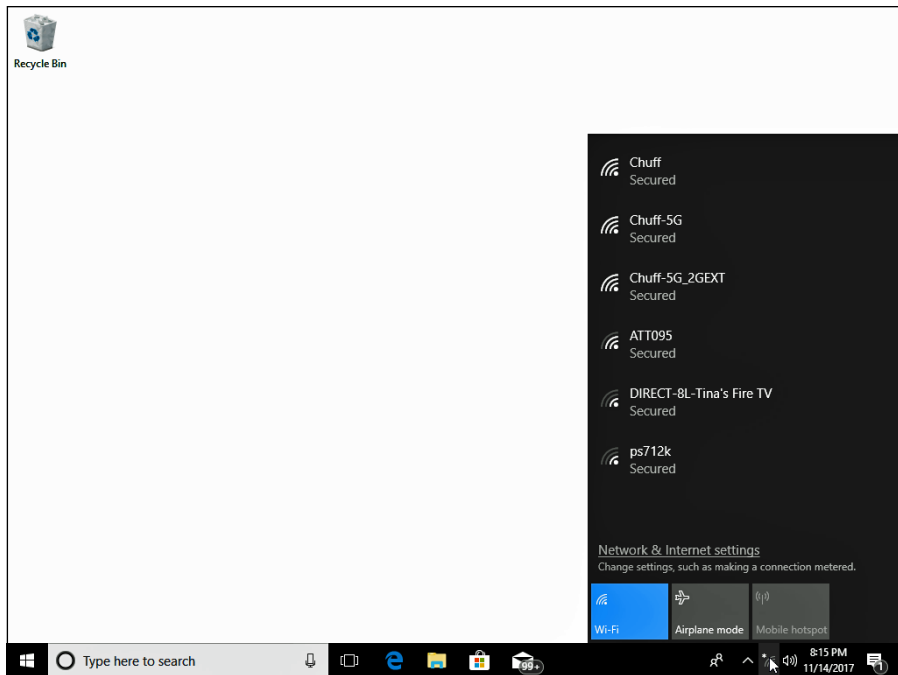 Recycle Bin
Chuff
Secured
Chuff-5G
Secured
Chuff-5G_2GEXT
Secured
ATT095
Secured
DIRECT-8L-Tina's Fire TV
Secured
ps712k
Secured
Network & Internet settings
Change settings, such as making a connection metered.
Wi-Fi
Airplane mode
Mobile hotspot
Type here to search
99+
8:15 PM
11/14/2017
1